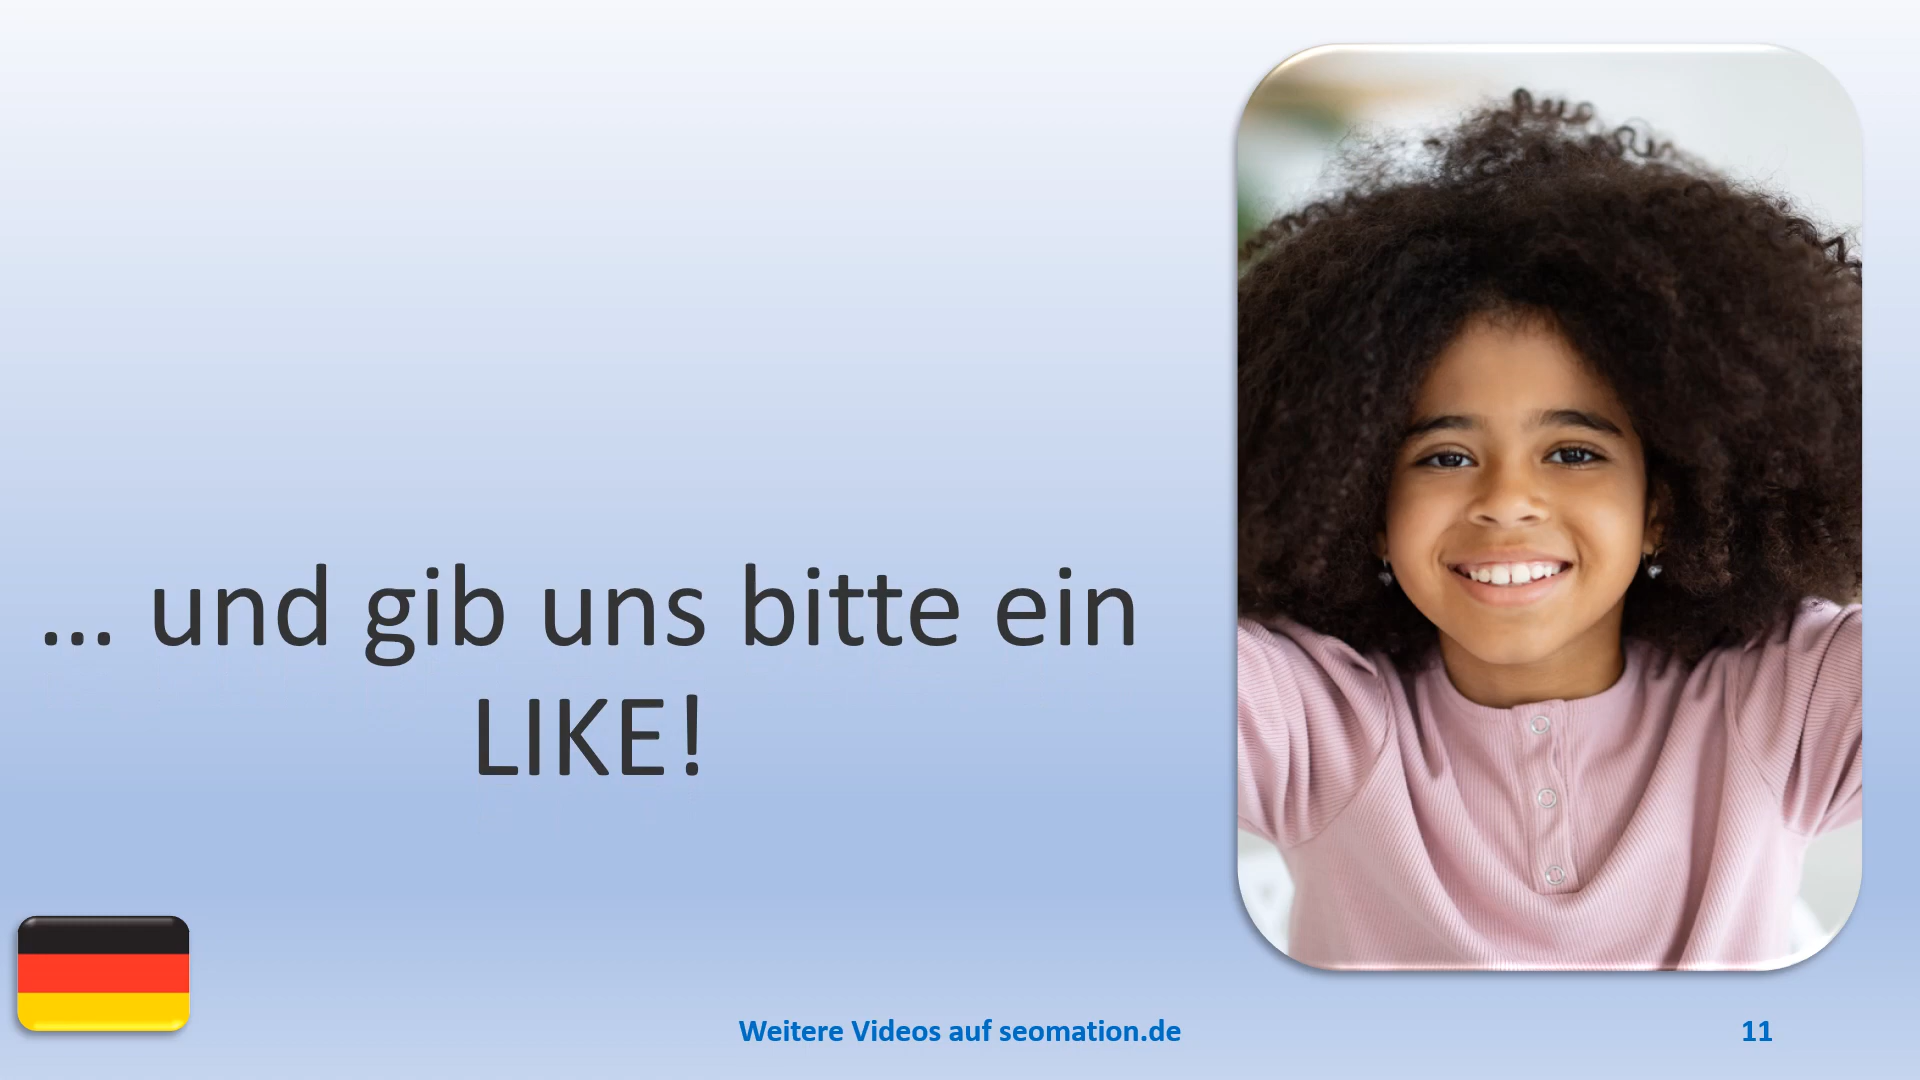 ... und gib uns bitte ein
LIKE!
Weitere Videos auf seomation.de
11